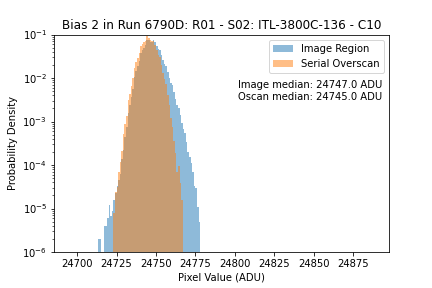 Bias 2 in Run 6790D: R01 - S02: ITL-3800C-136 - C10
Image Region
Serial Overscan
Image median: 24747.0 ADU
Oscan median: 24745.0 ADU
Probability Density
10⁻¹
10⁻²
10⁻³
10⁻⁴
10⁻⁵
10⁻⁶
24700 24725 24750 24775 24800 24825 24850 24875
Pixel Value (ADU)